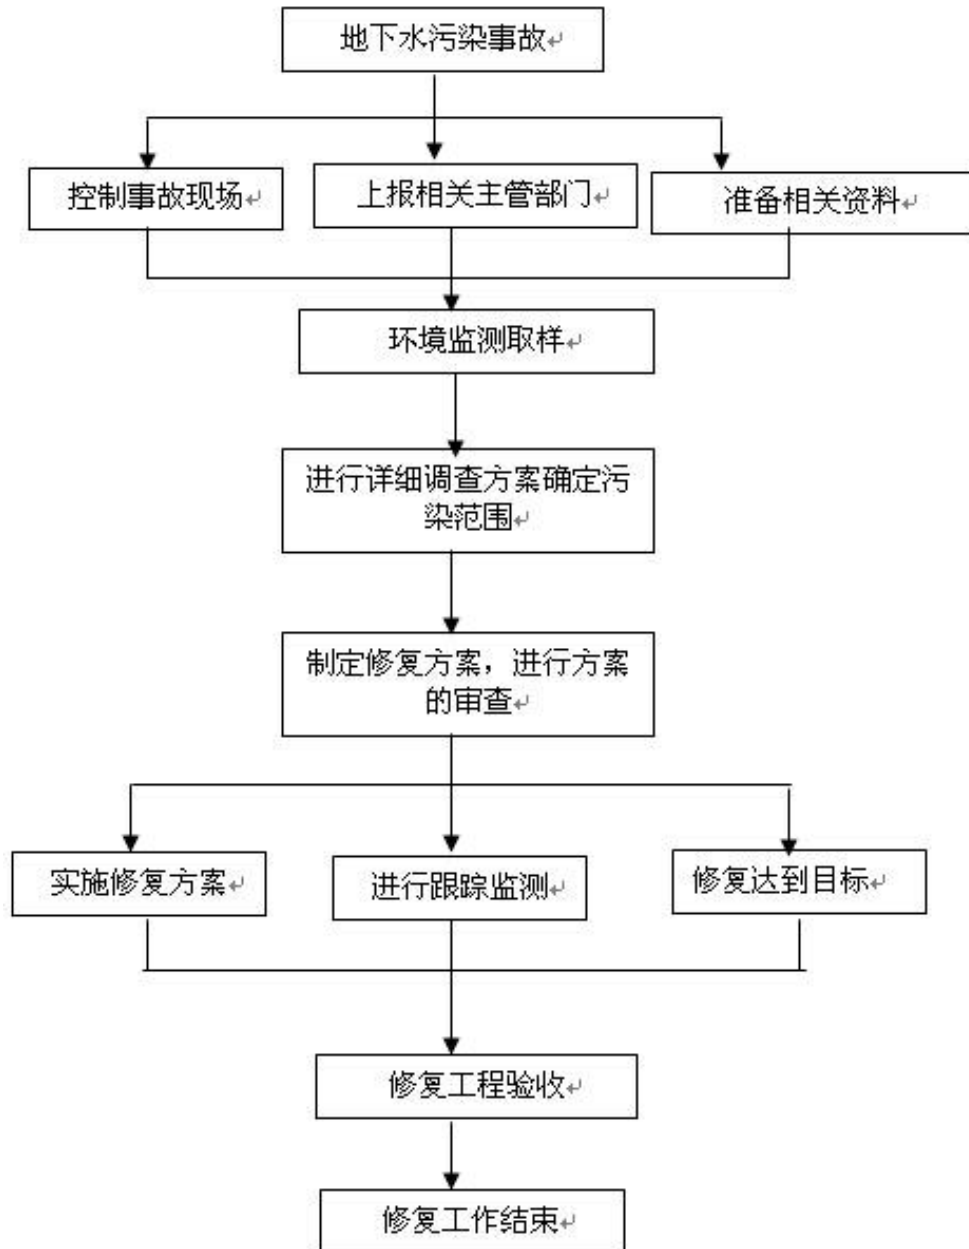 地下水污染事故
控制事故现场
上报相关主管部门
准备相关资料
环境监测取样
进行详细调查方案确定污
染范围
制定修复方案，进行方案
的审查
实施修复方案
进行跟踪监测
修复达到目标
修复工程验收
修复工作结束